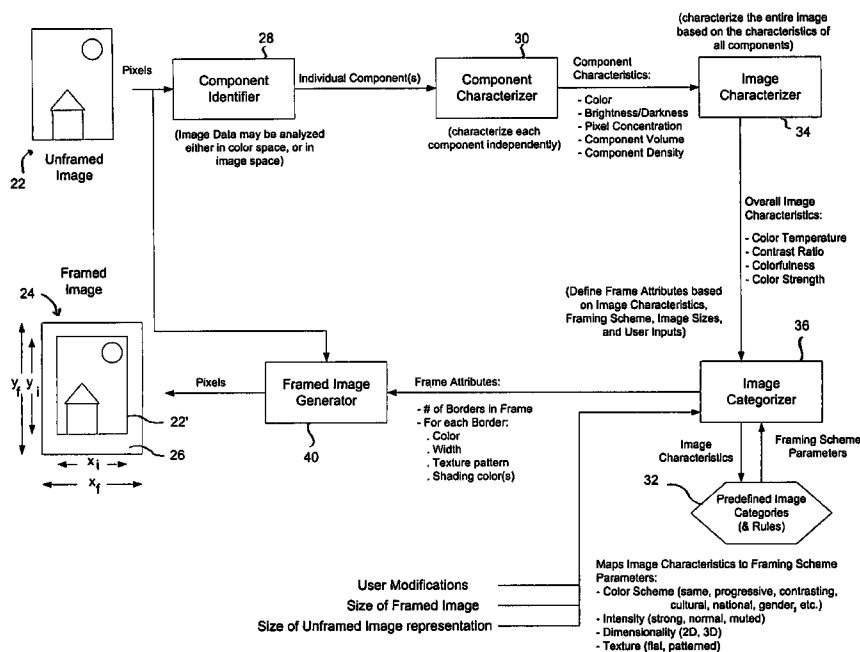 28
30
(characterize the entire image
based on the characteristics of
all components)
Pixels
Component
Identifier
Individual Component(s)
Component
Characterizer
Component
Characteristics:
- Color
- Brightness/Darkness
- Pixel Concentration
- Component Volume
- Component Density
Image
Characterizer
34
(Image Data may be analyzed
either in color space, or in
image space)
(characterize each
component independently)
22
Unframed
Image
Overall Image
Characteristics:
- Color Temperature
- Contrast Ratio
- Colorfulness
- Color Strength
Framed
Image
24
(Define Frame Attributes based
on Image Characteristics,
Framing Scheme, Image Sizes,
and User Inputs)
36
yf
yi
22'
26
xi
xf
Pixels
Framed Image
Generator
40
Frame Attributes:
- # of Borders in Frame
- For each Border:
. Color
. Width
. Texture pattern
. Shading color(s)
Image
Categorizer
Image
Characteristics
Framing Scheme
Parameters
32
Predefined Image
Categories
(& Rules)
User Modifications
Size of Framed Image
Size of Unframed Image representation
Maps Image Characteristics to Framing Scheme
Parameters:
- Color Scheme (same, progressive, contrasting,
cultural, national, gender, etc.)
- Intensity (strong, normal, muted)
- Dimensionality (2D, 3D)
- Texture (flat, patterned)